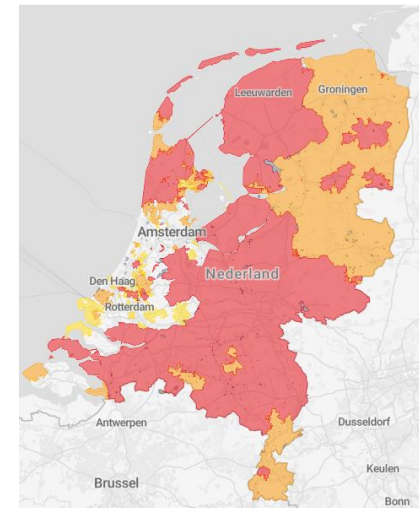 Leeuwarden
Groningen
Amsterdam
Den Haag
Nederland
Rotterdam
Antwerpen
Dusseldorf
Keulen
Brussel
Bonn